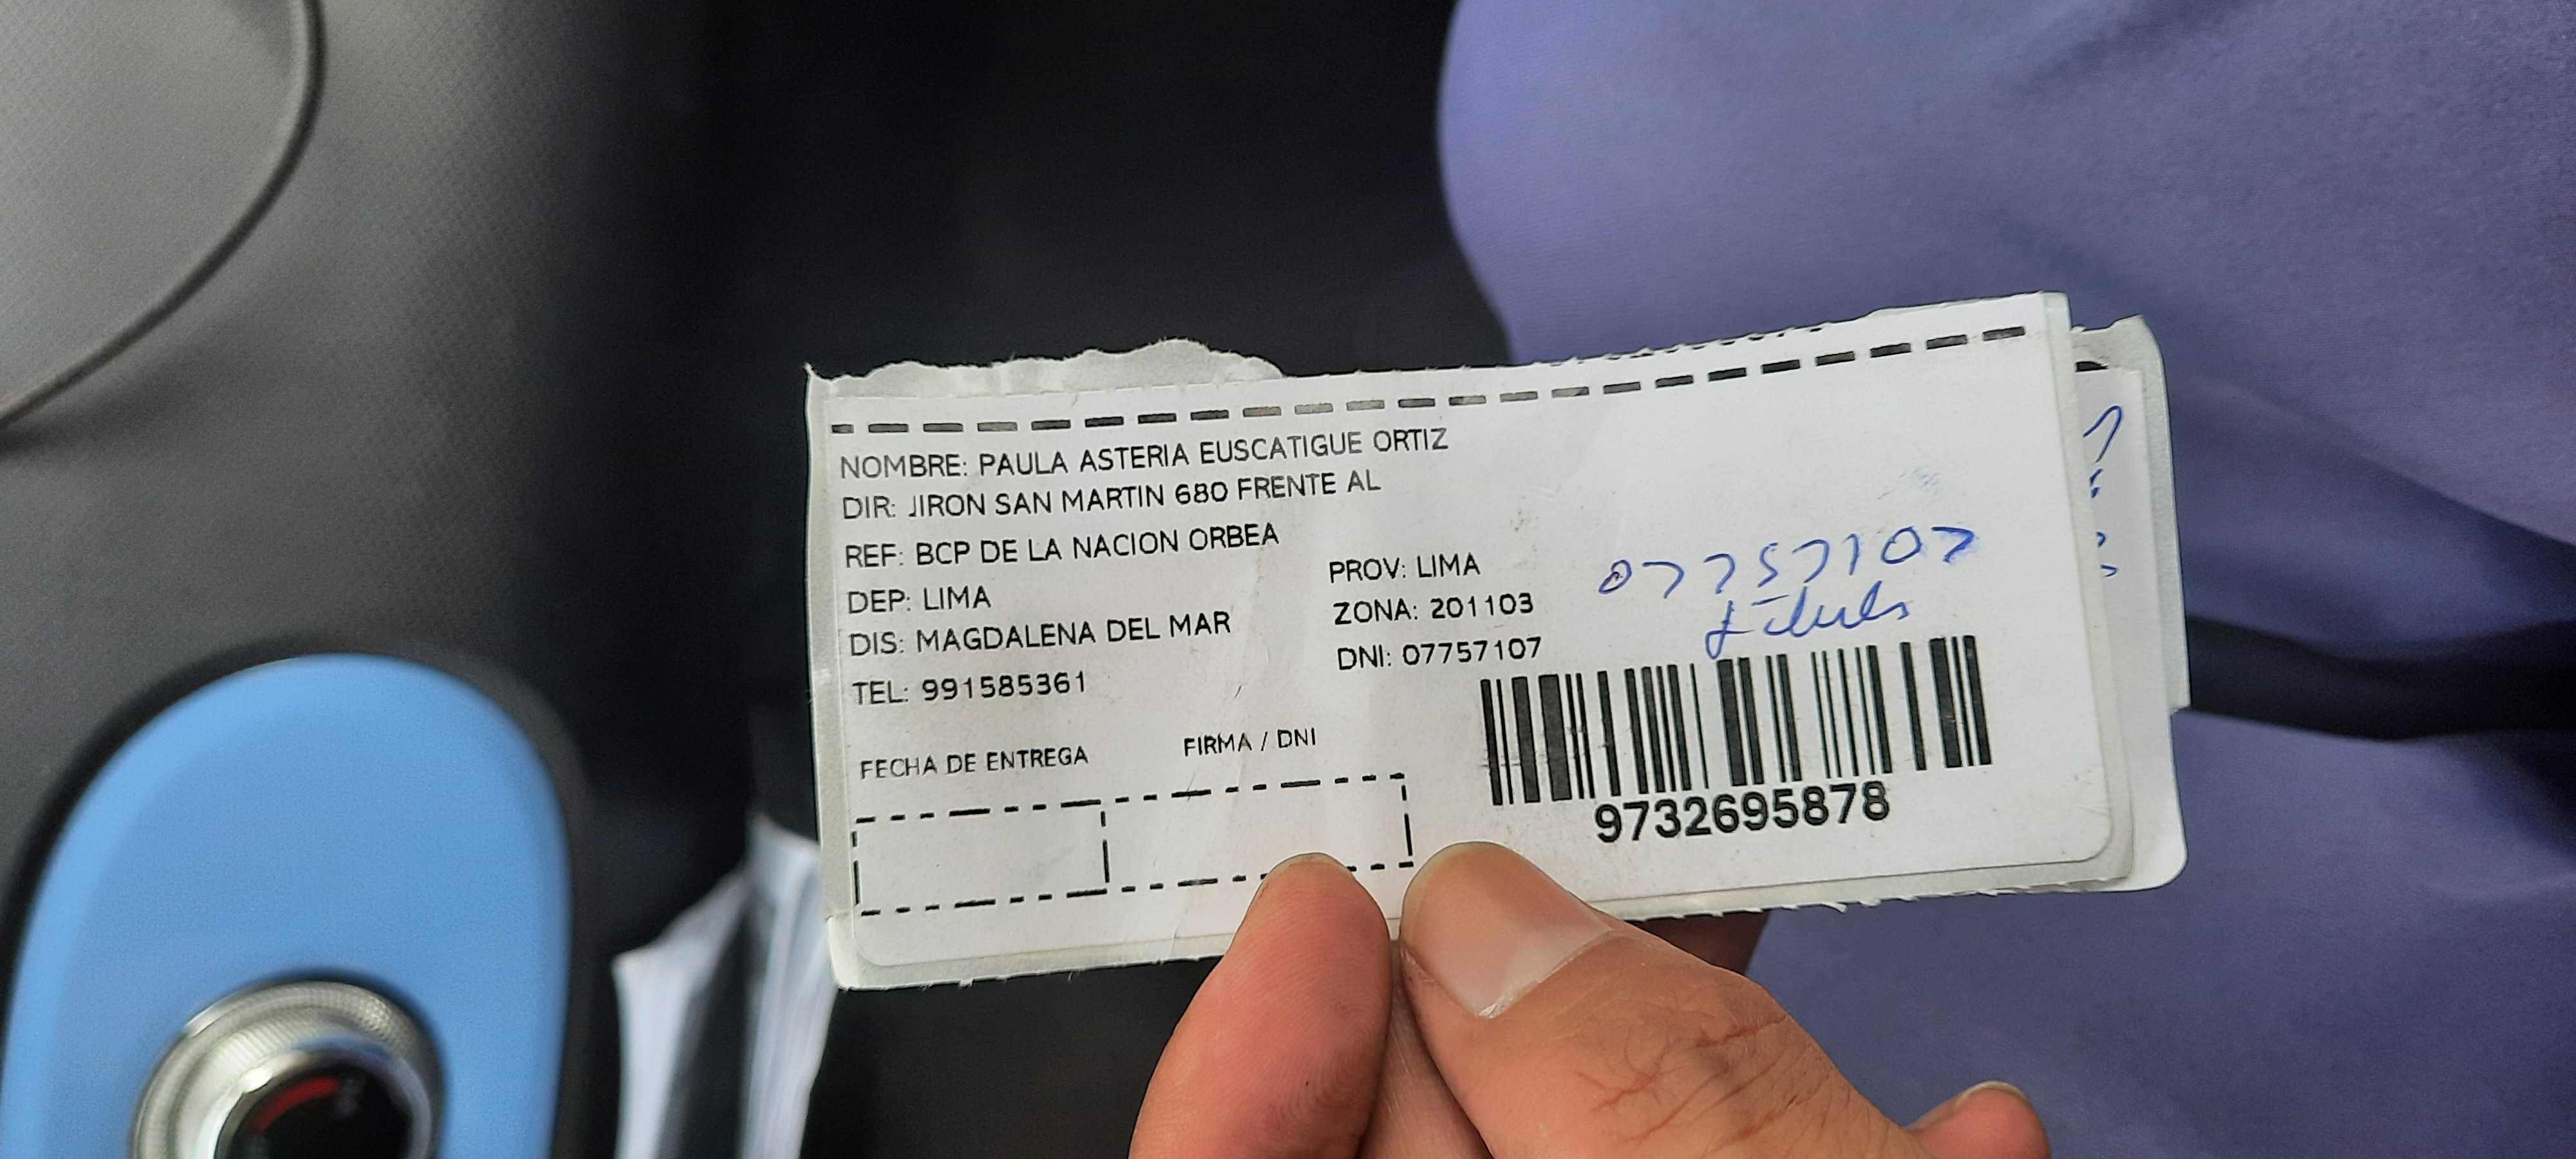 NOMBRE: PAULA ASTERIA EUSCATIGUE ORTIZ
DIR: JIRON SAN MARTIN 680 FRENTE AL
REF: BCP DE LA NACION ORBEA
DEP: LIMA
PROV: LIMA
DIS: MAGDALENA DEL MAR
ZONA: 201103
TEL: 991585361
DNI: 07757107
07757107
FECHA DE ENTREGA
FIRMA / DNI
9732695878